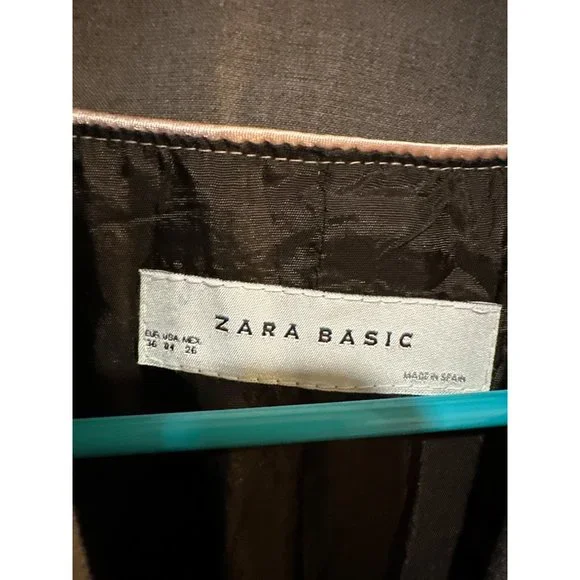 ZARA BASIC
EUR USA MEX
36 04 26
MADE IN SPAIN